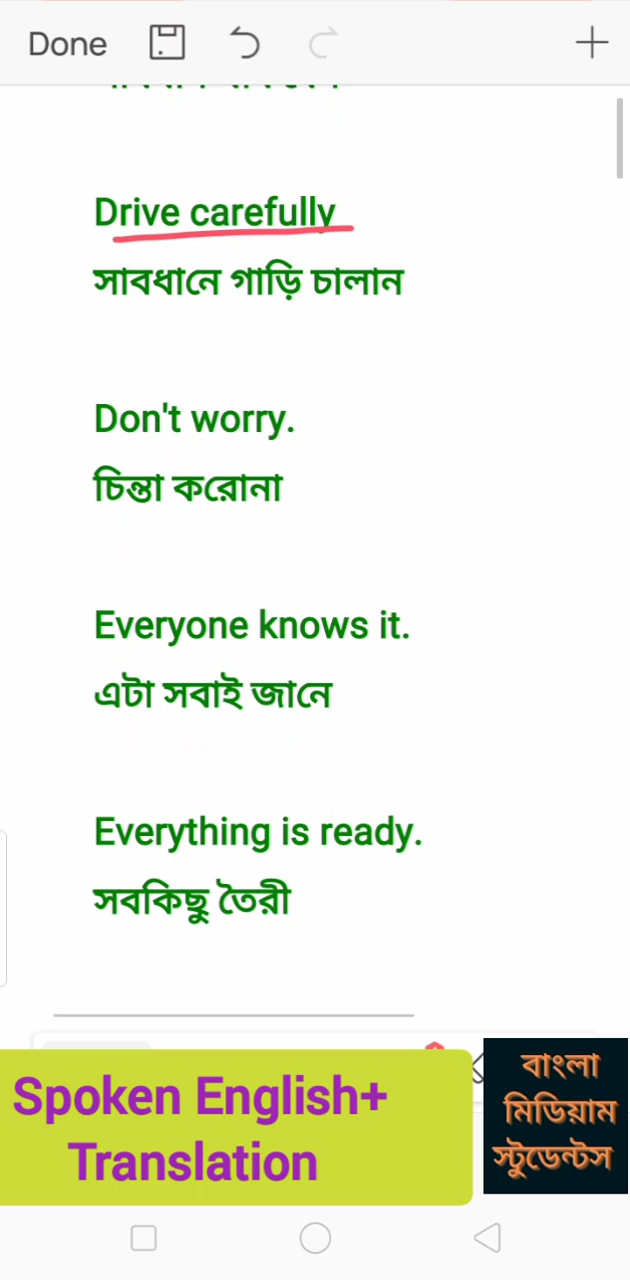 Done
Drive carefully
সাবধানে গাড়ি চালান
Don't worry.
চিন্তা করোনা
Everyone knows it.
এটা সবাই জানে
Everything is ready.
সবকিছু তৈরী
Spoken English+
Translation
বাংলা
মিডিয়াম
স্টুডেন্টস